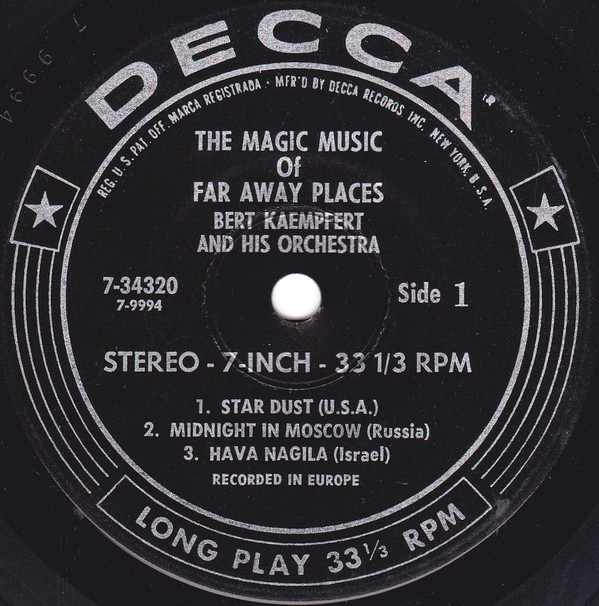 DECCA®
REG. U.S. PAT. OFF. MARCA REGISTRADA · MFR'D BY DECCA RECORDS, INC., NEW YORK, U.S.A.
THE MAGIC MUSIC
Of
FAR AWAY PLACES
BERT KAEMPFERT
AND HIS ORCHESTRA
7-34320
7-9994
Side 1
STEREO - 7-INCH - 33 1/3 RPM
1. STAR DUST (U.S.A.)
2. MIDNIGHT IN MOSCOW (Russia)
3. HAVA NAGILA (Israel)
RECORDED IN EUROPE
LONG PLAY 33⅓ RPM
7 9994